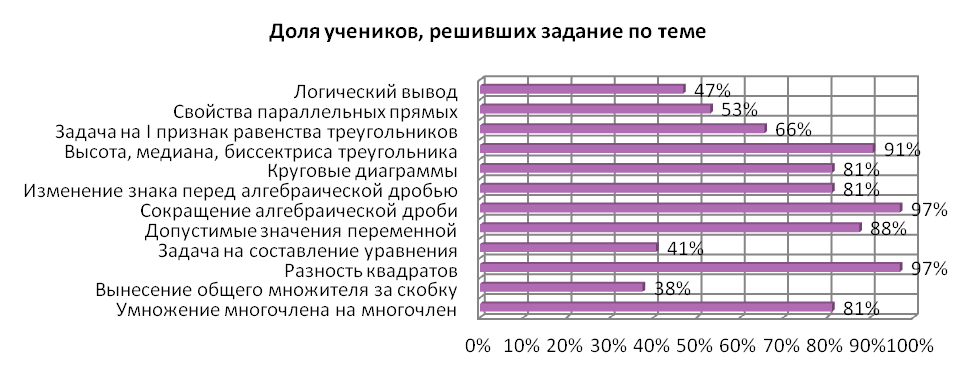 Доля учеников, решивших задание по теме
Логический вывод 47%
Свойства параллельных прямых 53%
Задача на I признак равенства треугольников 66%
Высота, медиана, биссектриса треугольника 91%
Круговые диаграммы 81%
Изменение знака перед алгебраической дробью 81%
Сокращение алгебраической дроби 97%
Допустимые значения переменной 88%
Задача на составление уравнения 41%
Разность квадратов 97%
Вынесение общего множителя за скобку 38%
Умножение многочлена на многочлен 81%
0% 10% 20% 30% 40% 50% 60% 70% 80% 90% 100%